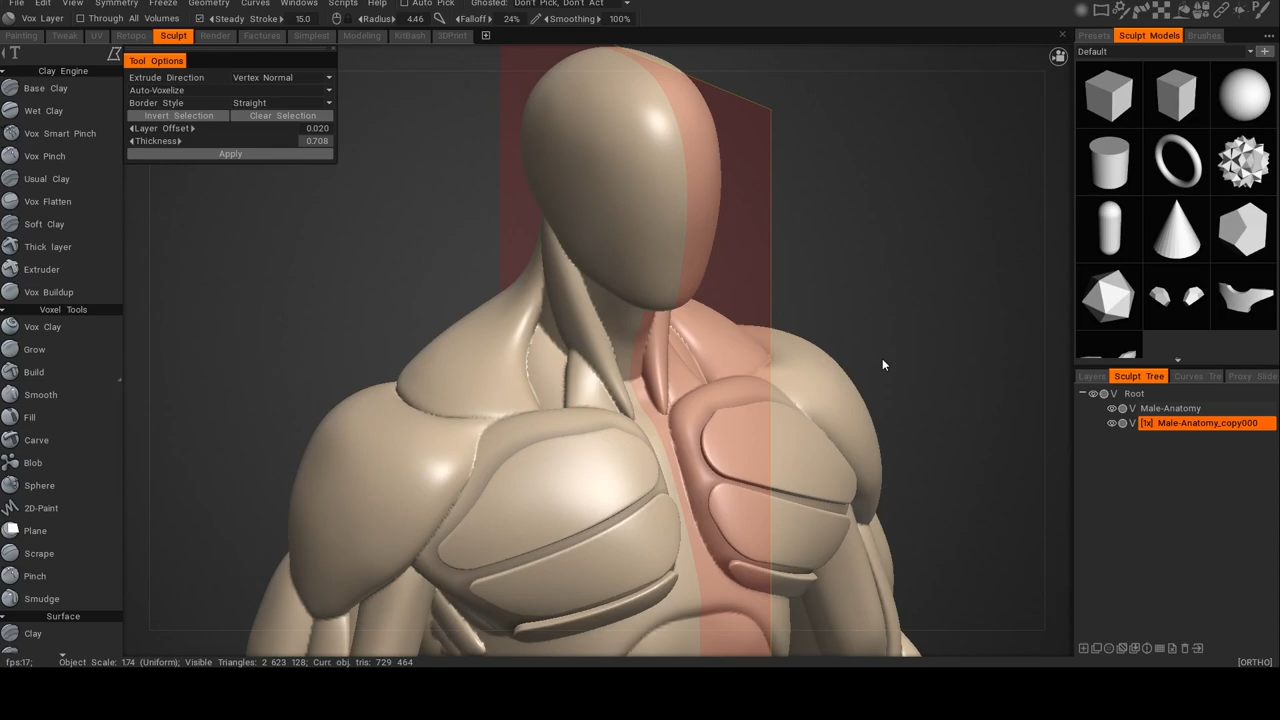 File Edit View Symmetry Freeze Geometry Curves Windows Scripts Help Auto Pick Ghosted: Don't Pick, Don't Act
Vox Layer Through All Volumes Steady Stroke 15.0 Radius 4.46 Falloff 24% Smoothing 100%
Painting Tweak UV Retopo Sculpt Render Factures Simplest Modeling KitBash 3DPrint
Presets Sculpt Models Brushes
Default
T
Clay Engine
Base Clay
Wet Clay
Vox Smart Pinch
Vox Pinch
Usual Clay
Vox Flatten
Soft Clay
Thick layer
Extruder
Vox Buildup
Voxel Tools
Vox Clay
Grow
Build
Smooth
Fill
Carve
Blob
Sphere
2D-Paint
Plane
Scrape
Pinch
Smudge
Surface
Clay
Tool Options
Extrude Direction Vertex Normal
Auto-Voxelize
Border Style Straight
Invert Selection Clear Selection
Layer Offset 0.020
Thickness 0.708
Apply
Layers Sculpt Tree Curves Tre Proxy Slide
V Root
V Male-Anatomy
V [1x] Male-Anatomy_copy000
fps:17; Object Scale: 174 (Uniform); Visible Triangles: 2 623 128; Curr. obj. tris: 729 464
[ORTHO]